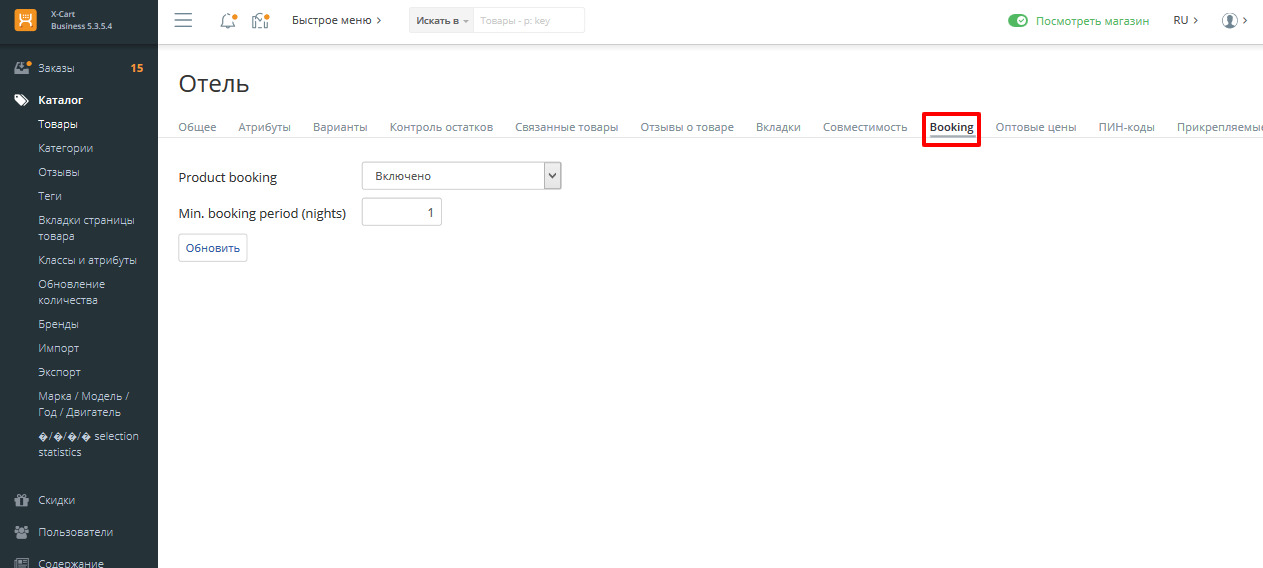 X-Cart
Business 5.3.5.4
Быстрое меню
Искать в
Товары - p: key
Посмотреть магазин
RU
Заказы 15
Каталог
Товары
Категории
Отзывы
Теги
Вкладки страницы
товара
Классы и атрибуты
Обновление
количества
Бренды
Импорт
Экспорт
Марка / Модель /
Год / Двигатель
�/�/�/� selection
statistics
Скидки
Пользователи
Содержание
Отель
Общее Атрибуты Варианты Контроль остатков Связанные товары Отзывы о товаре Вкладки Совместимость Booking Оптовые цены ПИН-коды Прикрепляемые
Product booking Включено
Min. booking period (nights) 1
Обновить